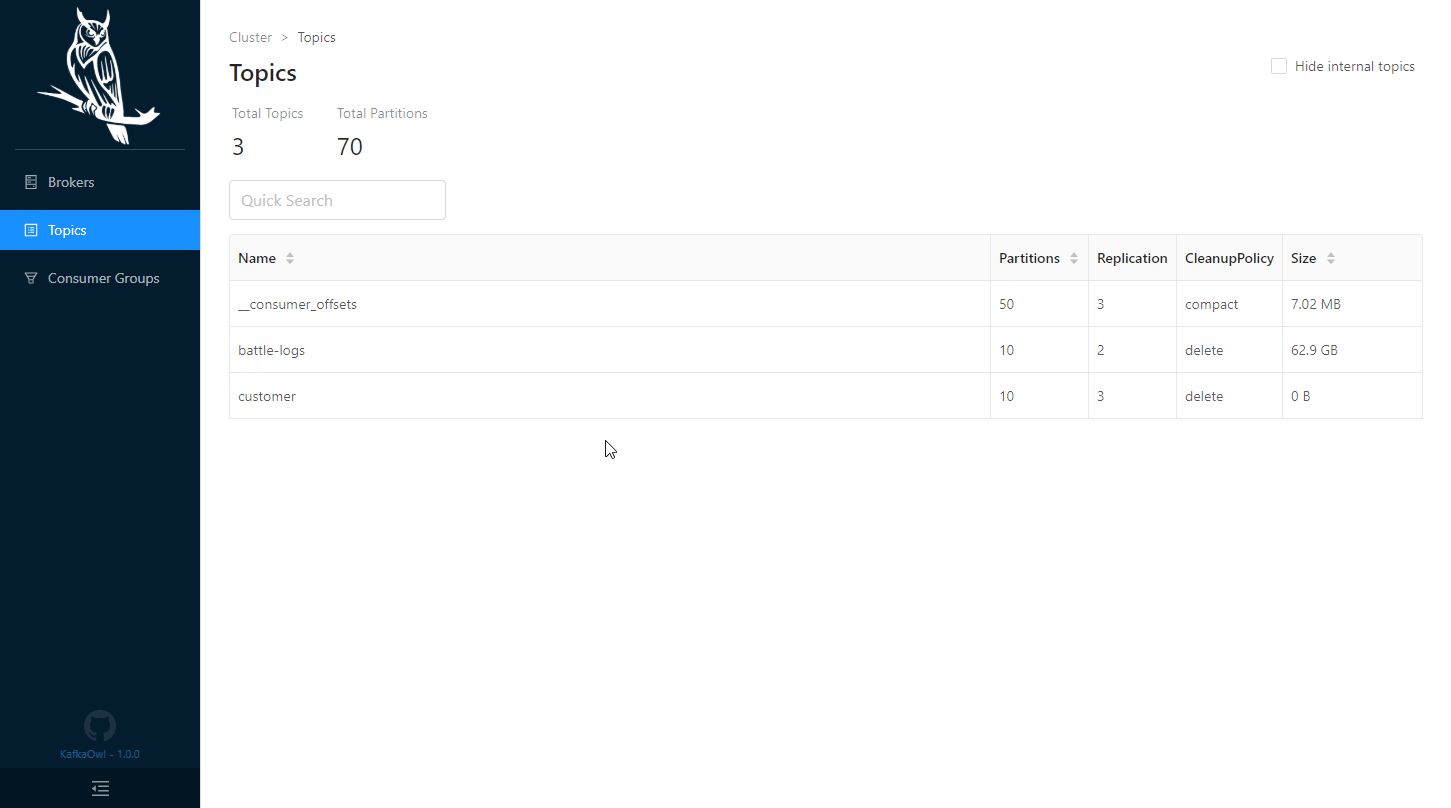 Brokers
Topics
Consumer Groups
KafkaOwl - 1.0.0
Cluster > Topics
Topics
Hide internal topics
Total Topics Total Partitions
3 70
Quick Search
Name Partitions Replication CleanupPolicy Size
__consumer_offsets 50 3 compact 7.02 MB
battle-logs 10 2 delete 62.9 GB
customer 10 3 delete 0 B